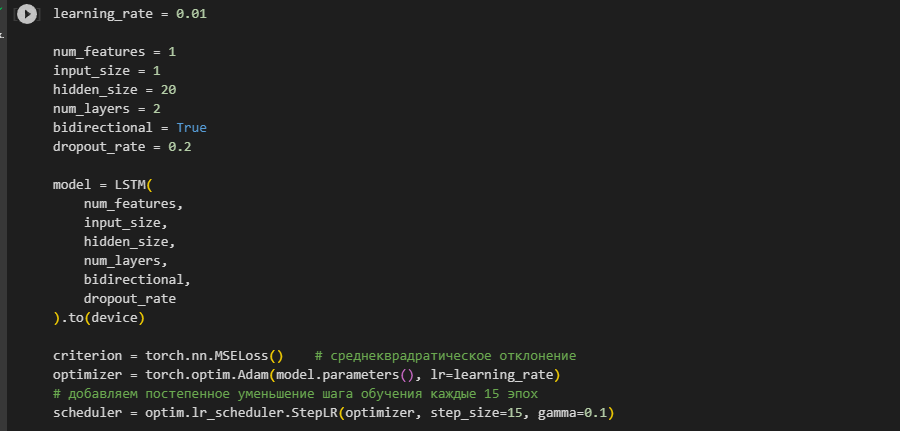 learning_rate = 0.01
num_features = 1
input_size = 1
hidden_size = 20
num_layers = 2
bidirectional = True
dropout_rate = 0.2
model = LSTM(
num_features,
input_size,
hidden_size,
num_layers,
bidirectional,
dropout_rate
).to(device)
criterion = torch.nn.MSELoss()    # среднекврадратическое отклонение
optimizer = torch.optim.Adam(model.parameters(), lr=learning_rate)
# добавляем постепенное уменьшение шага обучения каждые 15 эпох
scheduler = optim.lr_scheduler.StepLR(optimizer, step_size=15, gamma=0.1)